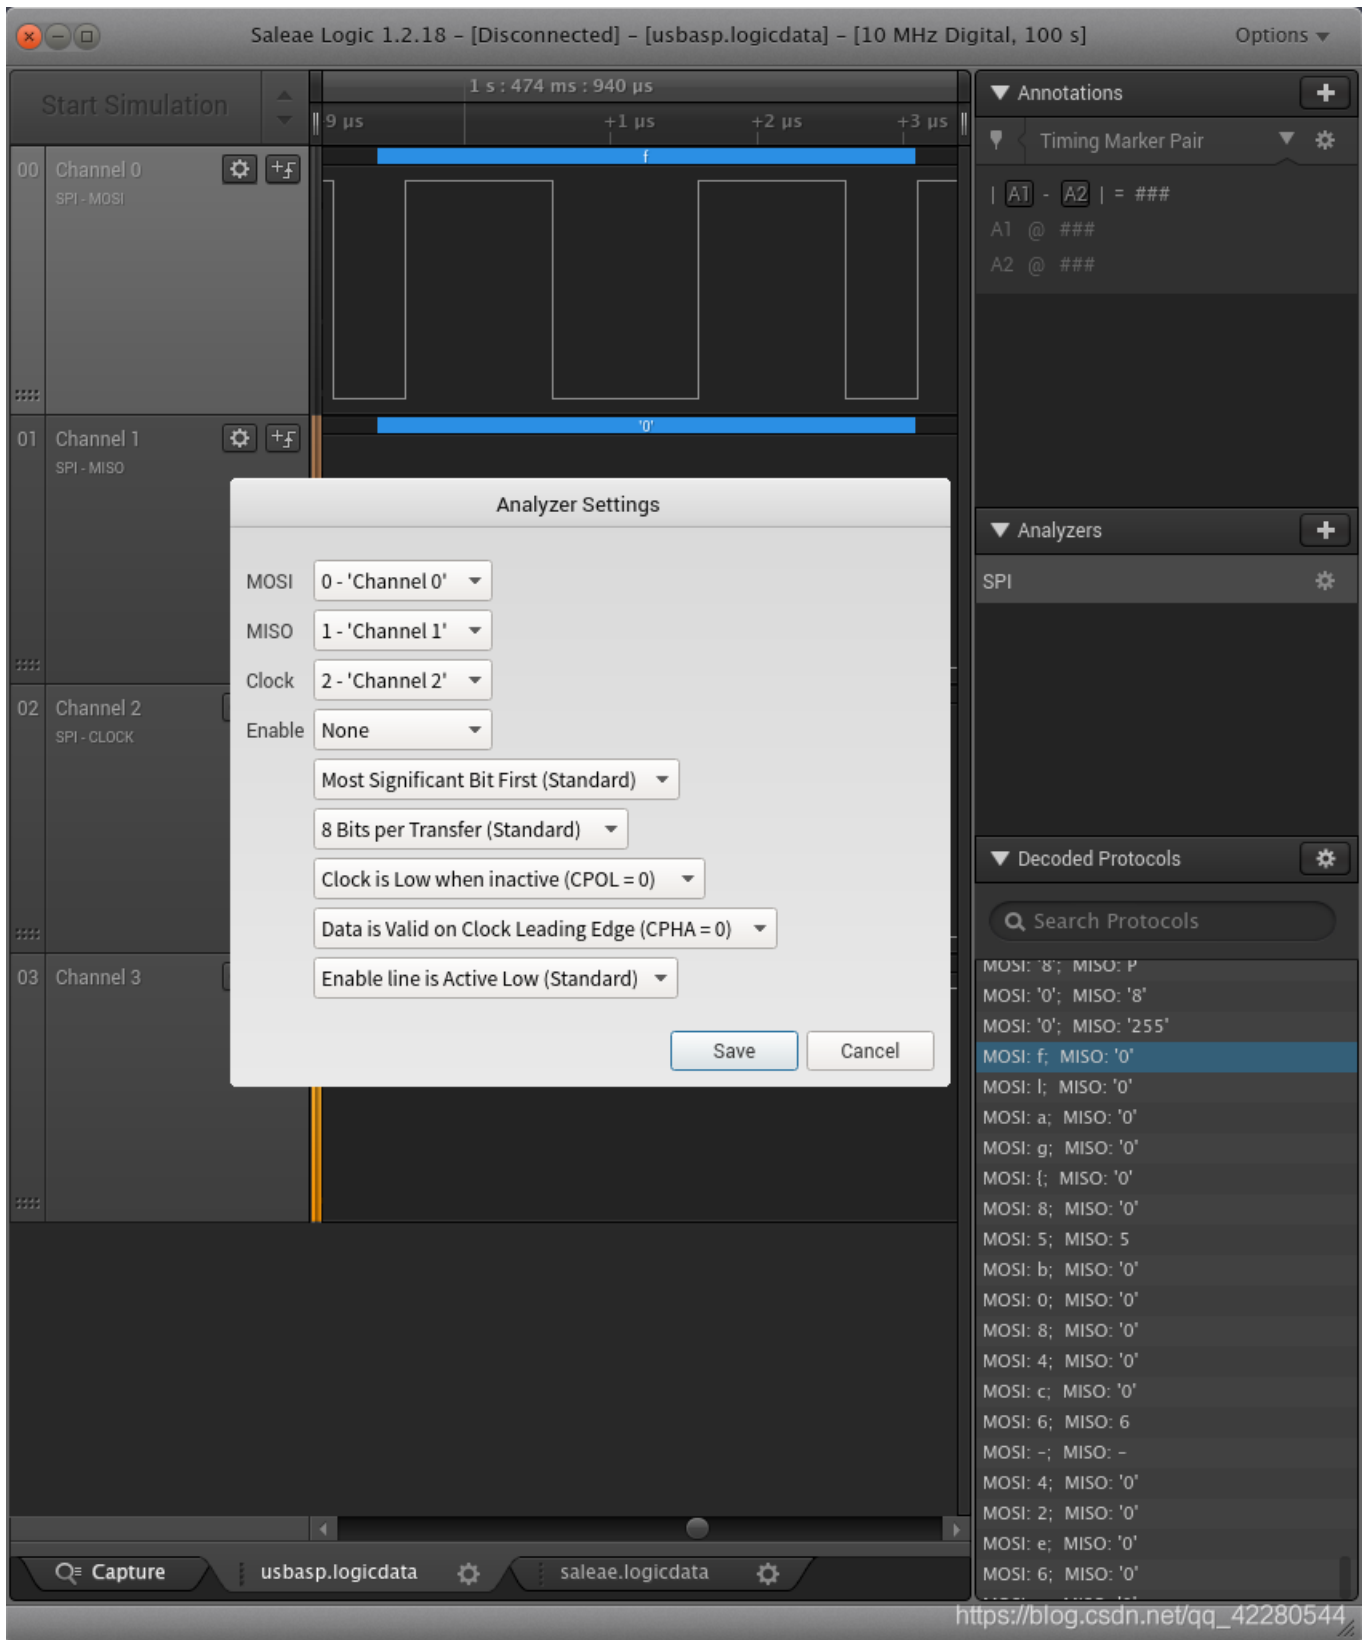 Saleae Logic 1.2.18 - [Disconnected] - [usbasp.logicdata] - [10 MHz Digital, 100 s]
Options
Start Simulation
1 s : 474 ms : 940 µs
9 µs
+1 µs
+2 µs
+3 µs
00
Channel 0
SPI - MOSI
f
01
Channel 1
SPI - MISO
'0'
02
Channel 2
SPI - CLOCK
03
Channel 3
Analyzer Settings
MOSI
0 - 'Channel 0'
MISO
1 - 'Channel 1'
Clock
2 - 'Channel 2'
Enable
None
Most Significant Bit First (Standard)
8 Bits per Transfer (Standard)
Clock is Low when inactive (CPOL = 0)
Data is Valid on Clock Leading Edge (CPHA = 0)
Enable line is Active Low (Standard)
Save
Cancel
Annotations
Timing Marker Pair
| A1 - A2 | = ###
A1 @ ###
A2 @ ###
Analyzers
SPI
Decoded Protocols
Search Protocols
MOSI: '8'; MISO: P
MOSI: '0'; MISO: '8'
MOSI: '0'; MISO: '255'
MOSI: f; MISO: '0'
MOSI: l; MISO: '0'
MOSI: a; MISO: '0'
MOSI: g; MISO: '0'
MOSI: {; MISO: '0'
MOSI: 8; MISO: '0'
MOSI: 5; MISO: 5
MOSI: b; MISO: '0'
MOSI: 0; MISO: '0'
MOSI: 8; MISO: '0'
MOSI: 4; MISO: '0'
MOSI: c; MISO: '0'
MOSI: 6; MISO: 6
MOSI: -; MISO: -
MOSI: 4; MISO: '0'
MOSI: 2; MISO: '0'
MOSI: e; MISO: '0'
MOSI: 6; MISO: '0'
Capture
usbasp.logicdata
saleae.logicdata
https://blog.csdn.net/qq_42280544